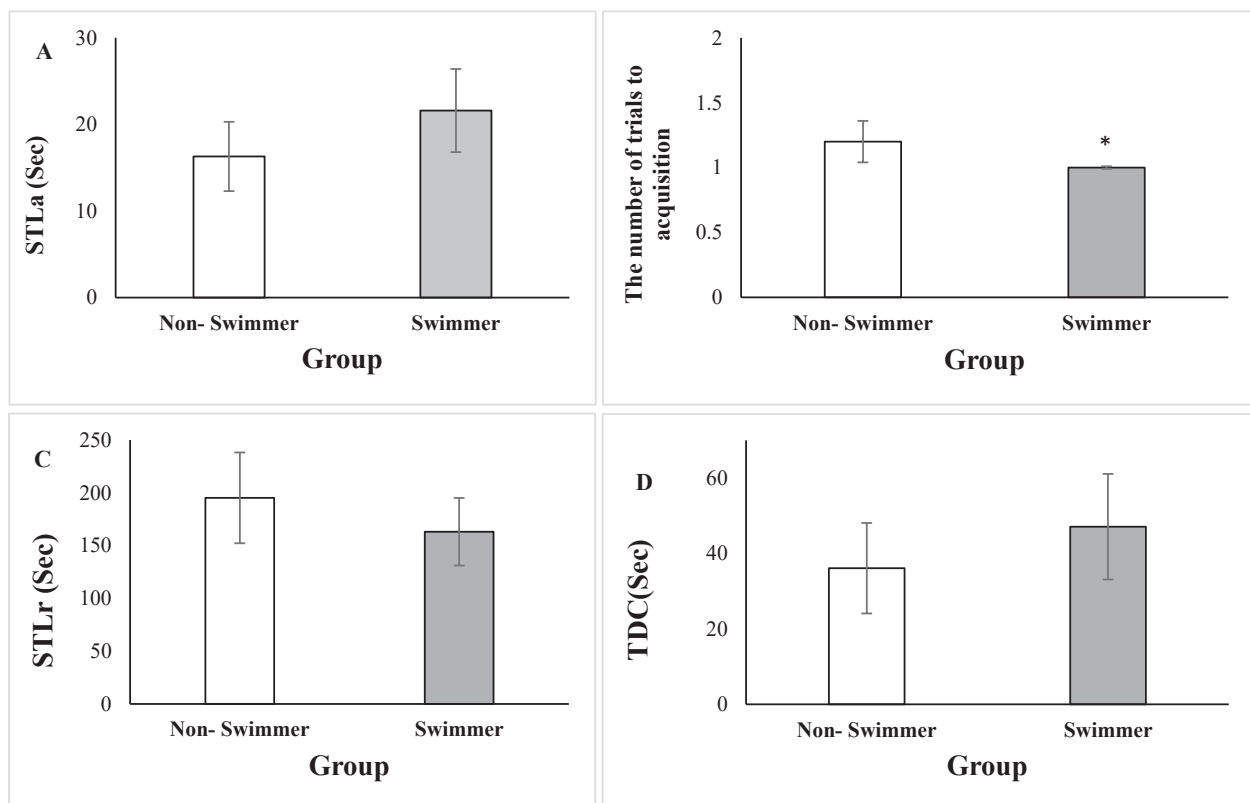 A
30
20
10
0
STLa (Sec)
Non- Swimmer
Swimmer
Group
2
1.5
1
0.5
0
The number of trials to
acquisition
*
Non- Swimmer
Swimmer
Group
C
250
200
150
100
50
0
STLr (Sec)
Non- Swimmer
Swimmer
Group
D
60
40
20
0
TDC(Sec)
Non- Swimmer
Swimmer
Group